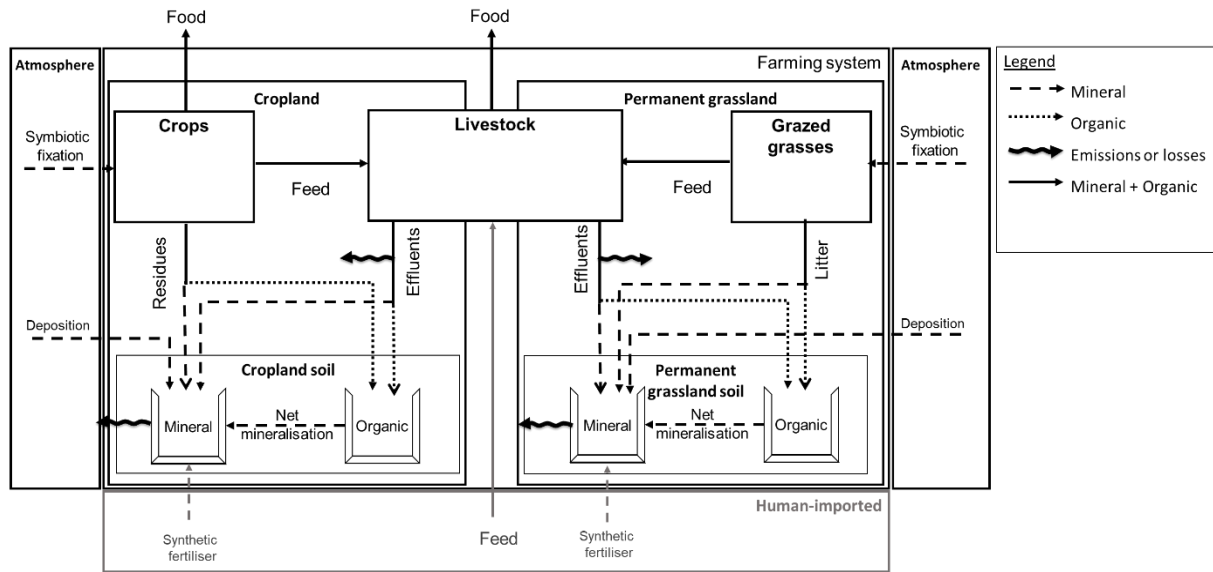 Food
Food
Atmosphere
Farming system
Atmosphere
Legend
Cropland
Permanent grassland
Mineral
Organic
Emissions or losses
Mineral + Organic
Crops
Livestock
Grazed
grasses
Symbiotic
fixation
Symbiotic
fixation
Feed
Feed
Residues
Effluents
Effluents
Litter
Deposition
Deposition
Cropland soil
Permanent
grassland soil
Mineral
Net
mineralisation
Organic
Mineral
Net
mineralisation
Organic
Human-imported
Synthetic
fertiliser
Feed
Synthetic
fertiliser